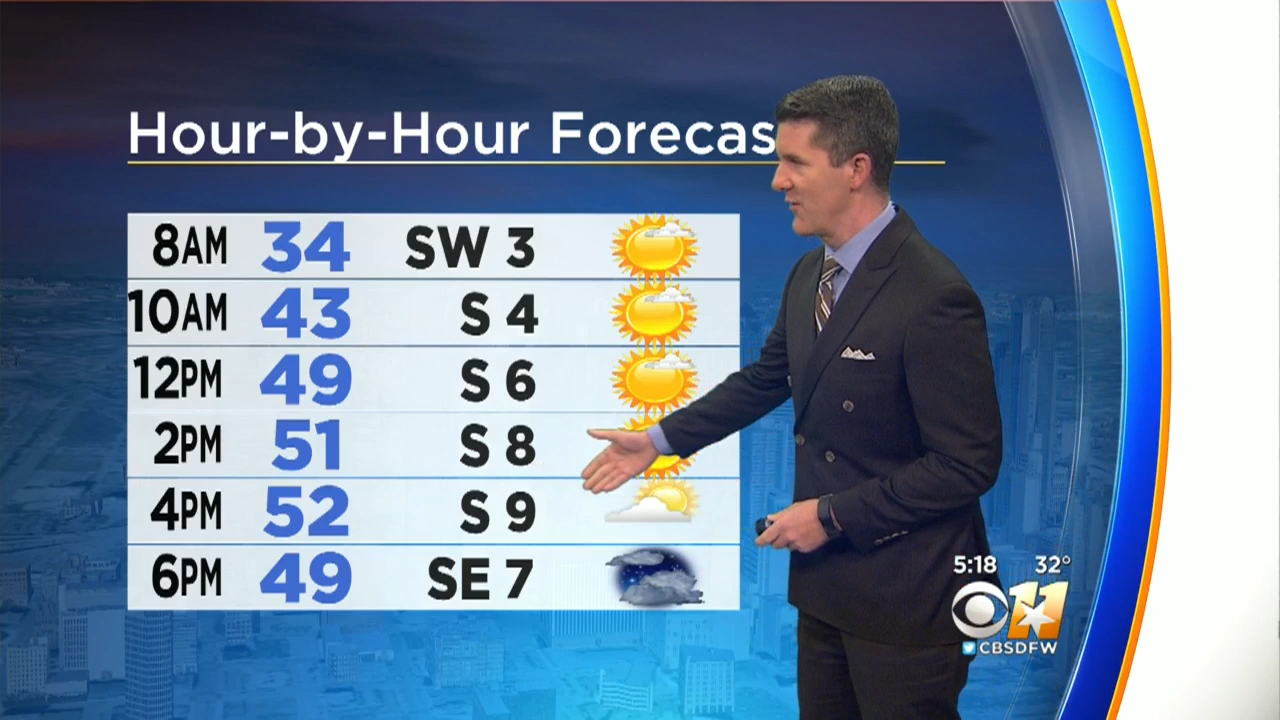 Hour-by-Hour Forecas
8AM 34 SW 3
10AM 43 S 4
12PM 49 S 6
2PM 51 S 8
4PM 52 S 9
6PM 49 SE 7
5:18 32°
11
CBSDFW